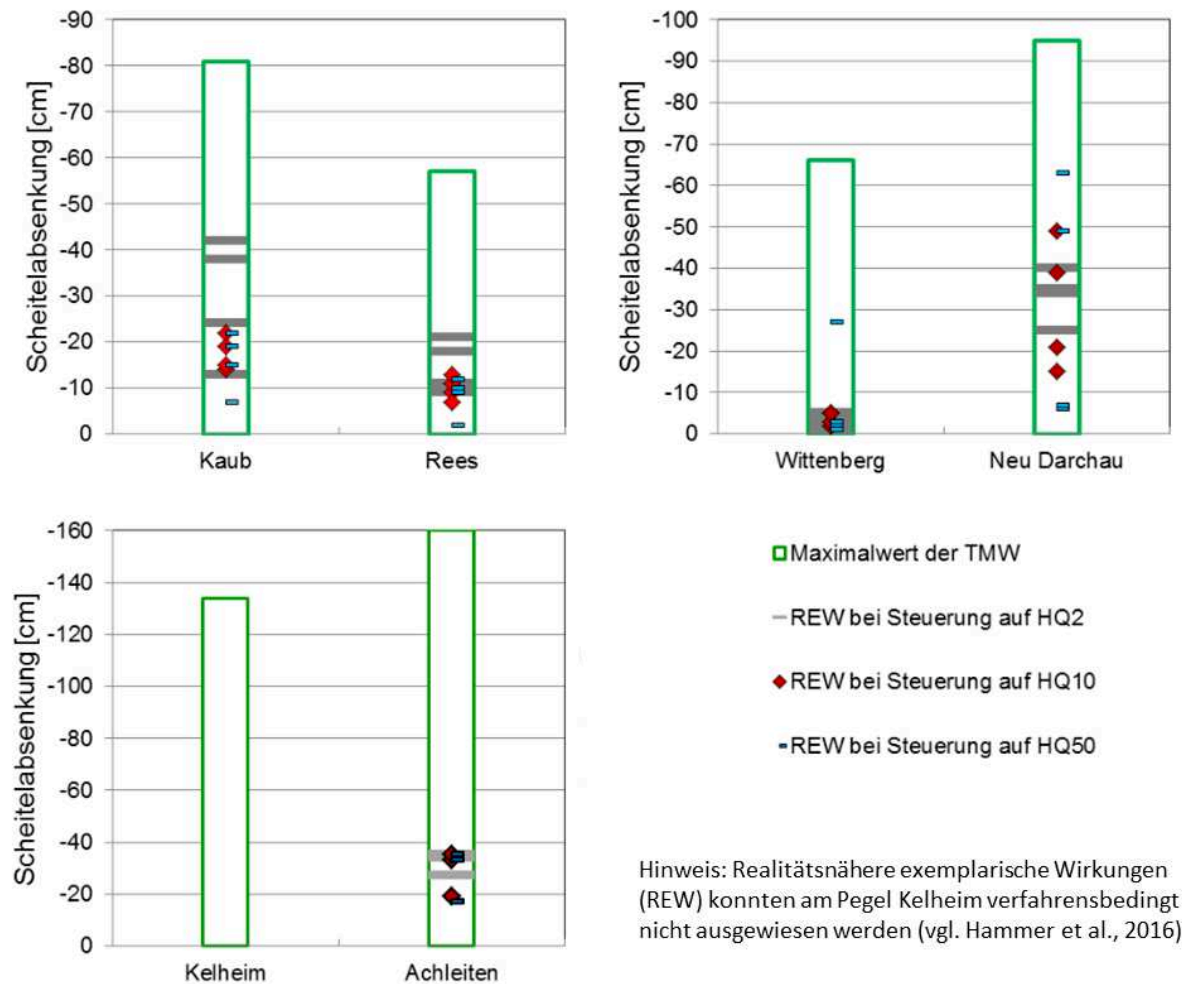 Scheitelabsenkung [cm]
-90
-80
-70
-60
-50
-40
-30
-20
-10
0
Kaub Rees
Scheitelabsenkung [cm]
-100
-90
-80
-70
-60
-50
-40
-30
-20
-10
0
Wittenberg Neu Darchau
Scheitelabsenkung [cm]
-160
-140
-120
-100
-80
-60
-40
-20
0
Kelheim Achleiten
Maximalwert der TMW
REW bei Steuerung auf HQ2
REW bei Steuerung auf HQ10
REW bei Steuerung auf HQ50
Hinweis: Realitätsnähere exemplarische Wirkungen
(REW) konnten am Pegel Kelheim verfahrensbedingt
nicht ausgewiesen werden (vgl. Hammer et al., 2016)